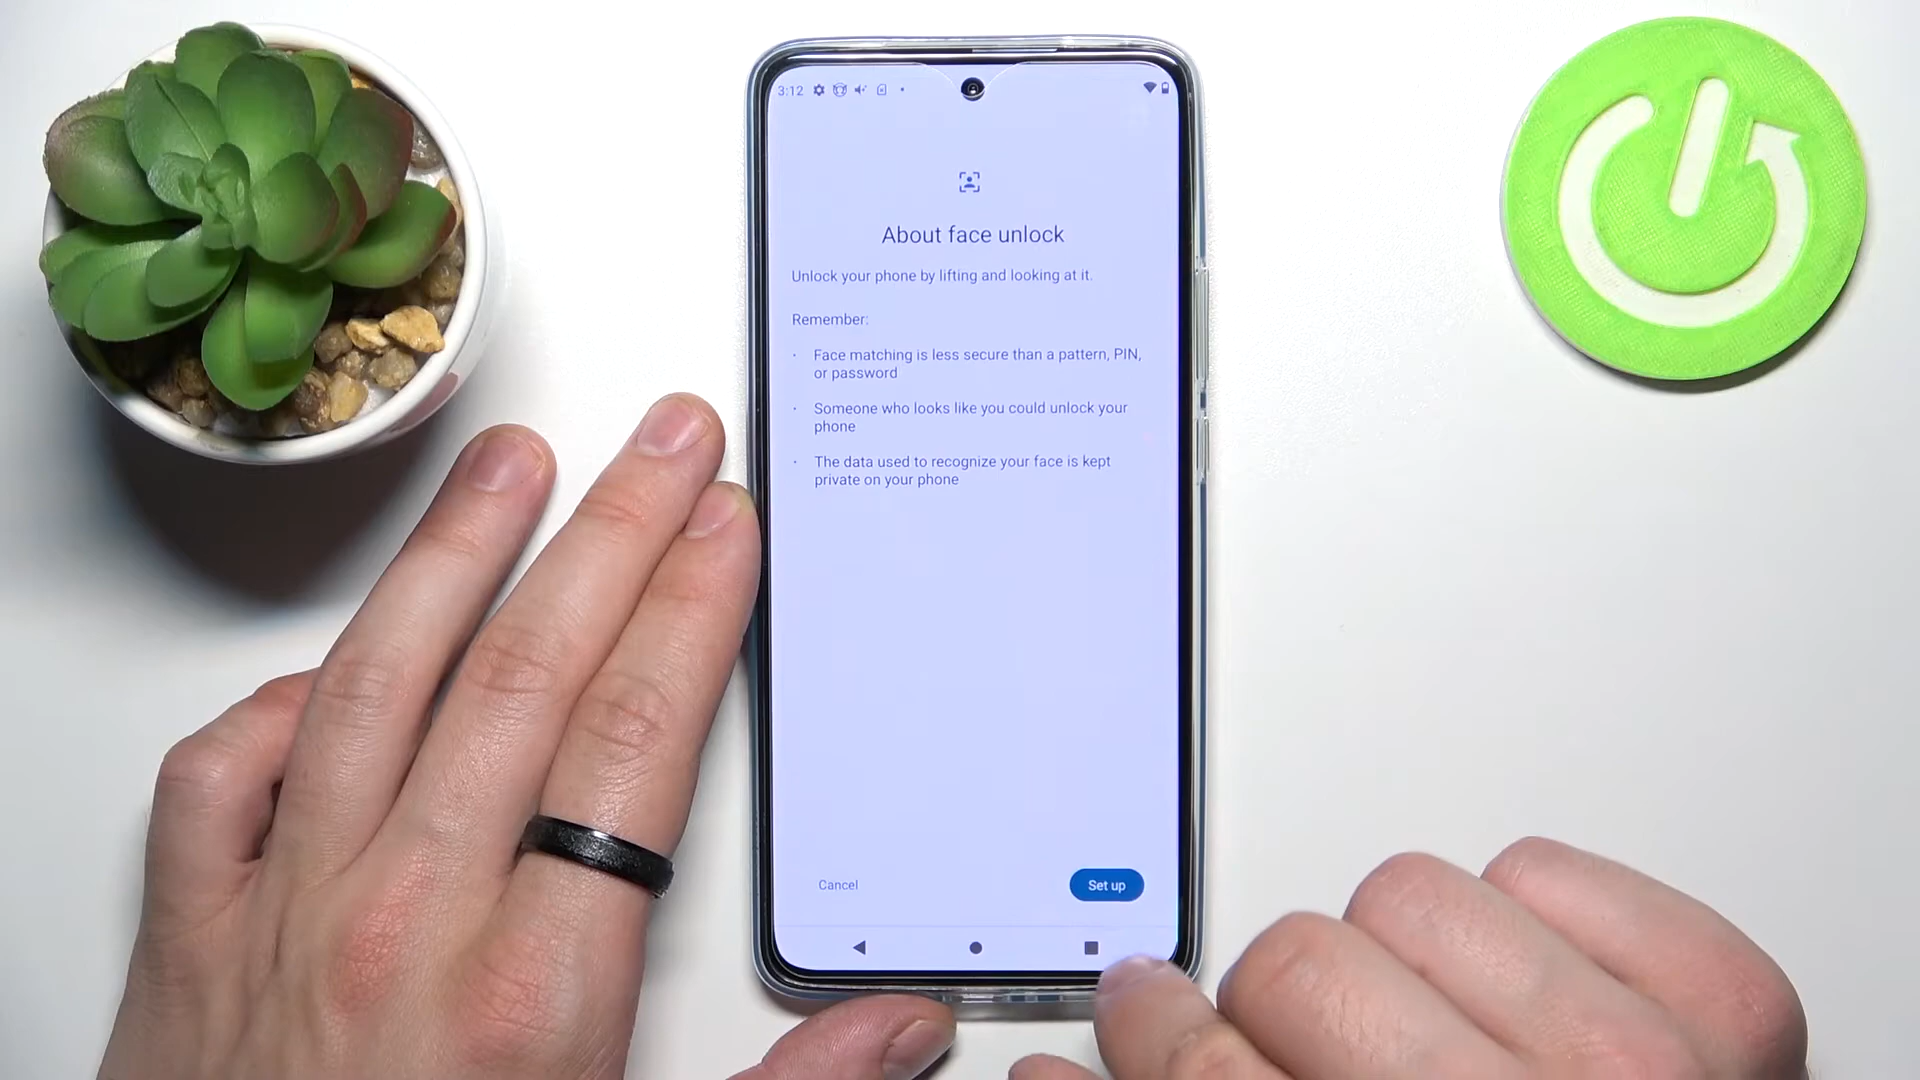 3:12
About face unlock
Unlock your phone by lifting and looking at it.
Remember:
· Face matching is less secure than a pattern, PIN,
or password
· Someone who looks like you could unlock your
phone
· The data used to recognize your face is kept
private on your phone
Cancel
Set up